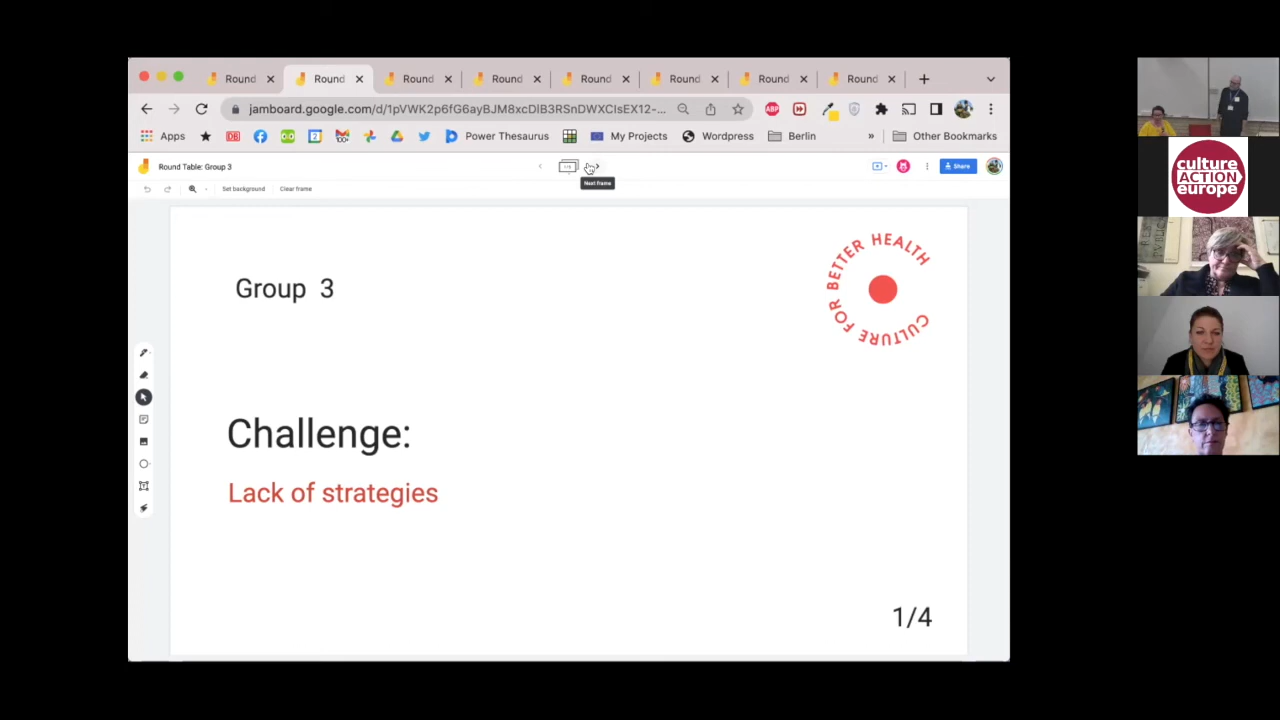 Round
Round
Round
Round
Round
Round
Round
Round
jamboard.google.com/d/1pVWK2p6fG6ayBJM8xcDlB3RSnDWXClsEX12-...
Apps
Power Thesaurus
My Projects
Wordpress
Berlin
»
Other Bookmarks
Round Table: Group 3
Share
Next frame
Set background
Clear frame
Group 3
BETTER HEALTH
CULTURE FOR
Challenge:
Lack of strategies
1/4
culture
ACTION
europe